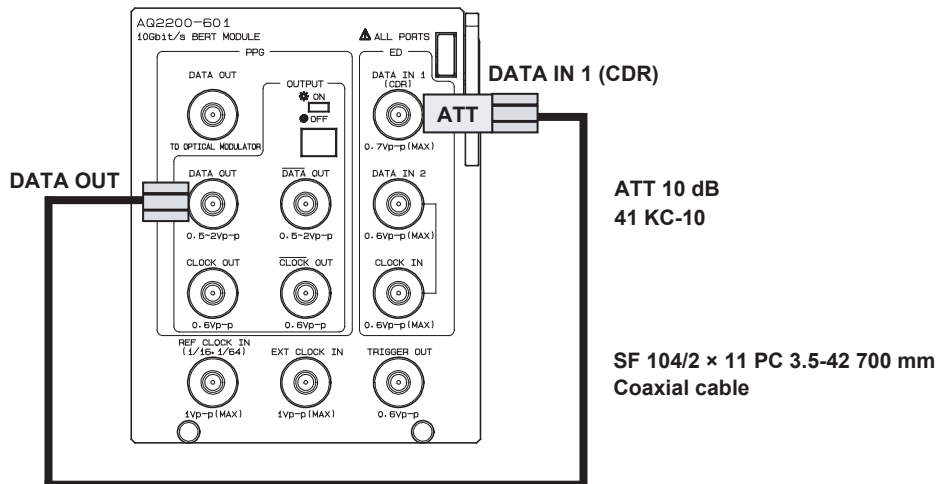 AQ2200-601
10Gbit/s BERT MODULE
⚠ ALL PORTS
PPG
ED
DATA OUT
TO OPTICAL MODULATOR
OUTPUT
ON
OFF
DATA IN 1
(CDR)
0.7Vp-p(MAX)
ATT
DATA IN 1 (CDR)
DATA OUT
DATA OUT
0.5~2Vp-p
D̅A̅T̅A̅ OUT
0.5~2Vp-p
DATA IN 2
0.6Vp-p(MAX)
ATT 10 dB
41 KC-10
CLOCK OUT
0.6Vp-p
C̅L̅O̅C̅K̅ OUT
0.6Vp-p
CLOCK IN
0.6Vp-p(MAX)
REF CLOCK IN
(1/16·1/64)
1Vp-p(MAX)
EXT CLOCK IN
1Vp-p(MAX)
TRIGGER OUT
0.6Vp-p
SF 104/2 × 11 PC 3.5-42 700 mm
Coaxial cable